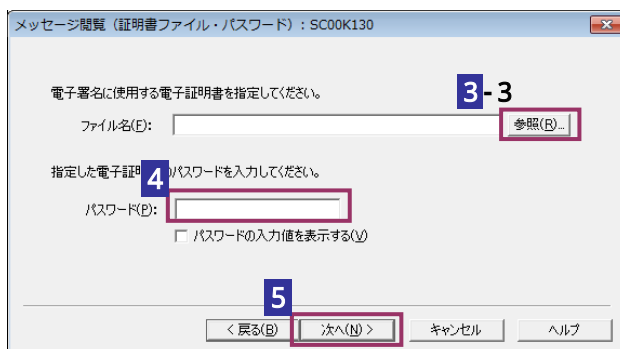 メッセージ閲覧（証明書ファイル・パスワード）: SC00K130
電子署名に使用する電子証明書を指定してください。
3-3
ファイル名(F):
参照(R)...
指定した電子証明 のパスワードを入力してください。
4
パスワード(P):
パスワードの入力値を表示する(V)
5
< 戻る(B)
次へ(N) >
キャンセル
ヘルプ